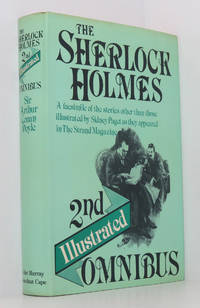 THE
SHERLOCK
HOLMES
2nd
Illustrated
OMNIBUS
Sir
Arthur
Conan
Doyle
John Murray
Jonathan Cape
THE
SHERLOCK
HOLMES
A facsimile of the stories other than those
illustrated by Sidney Paget as they appeared
in The Strand Magazine
2nd
Illustrated
OMNIBUS